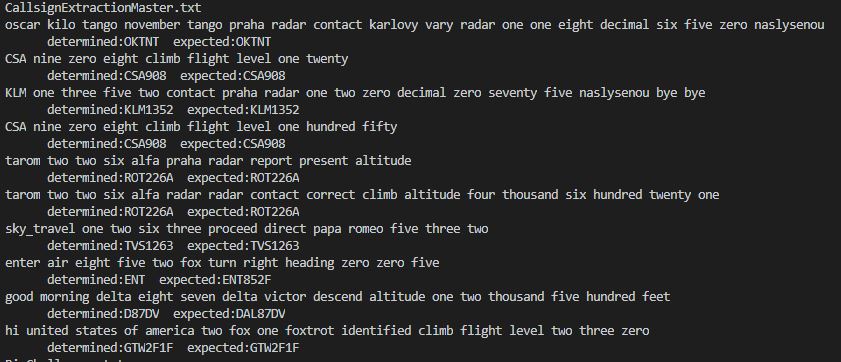 CallsignExtractionMaster.txt
oscar kilo tango november tango praha radar contact karlovy vary radar one one eight decimal six five zero naslysenou
determined:OKTNT expected:OKTNT
CSA nine zero eight climb flight level one twenty
determined:CSA908 expected:CSA908
KLM one three five two contact praha radar one two zero decimal zero seventy five naslysenou bye bye
determined:KLM1352 expected:KLM1352
CSA nine zero eight climb flight level one hundred fifty
determined:CSA908 expected:CSA908
tarom two two six alfa praha radar report present altitude
determined:ROT226A expected:ROT226A
tarom two two six alfa radar radar contact correct climb altitude four thousand six hundred twenty one
determined:ROT226A expected:ROT226A
sky_travel one two six three proceed direct papa romeo five three two
determined:TVS1263 expected:TVS1263
enter air eight five two fox turn right heading zero zero five
determined:ENT expected:ENT852F
good morning delta eight seven delta victor descend altitude one two thousand five hundred feet
determined:D87DV expected:DAL87DV
hi united states of america two fox one foxtrot identified climb flight level two three zero
determined:GTW2F1F expected:GTW2F1F